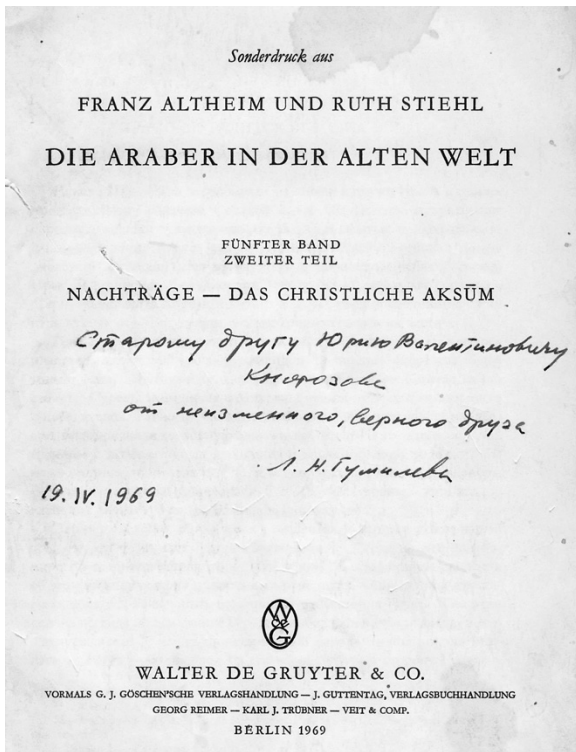 Sonderdruck aus
FRANZ ALTHEIM UND RUTH STIEHL
DIE ARABER IN DER ALTEN WELT
FÜNFTER BAND
ZWEITER TEIL
NACHTRÄGE — DAS CHRISTLICHE AKSŪM
Старому другу Юрию Валентиновичу
Кнорозову
от неизменного, верного друга
Л. Н. Гумилева
19. IV. 1969
W de G
WALTER DE GRUYTER & CO.
VORMALS G. J. GÖSCHEN'SCHE VERLAGSHANDLUNG — J. GUTTENTAG, VERLAGSBUCHHANDLUNG
GEORG REIMER — KARL J. TRÜBNER — VEIT & COMP.
BERLIN 1969